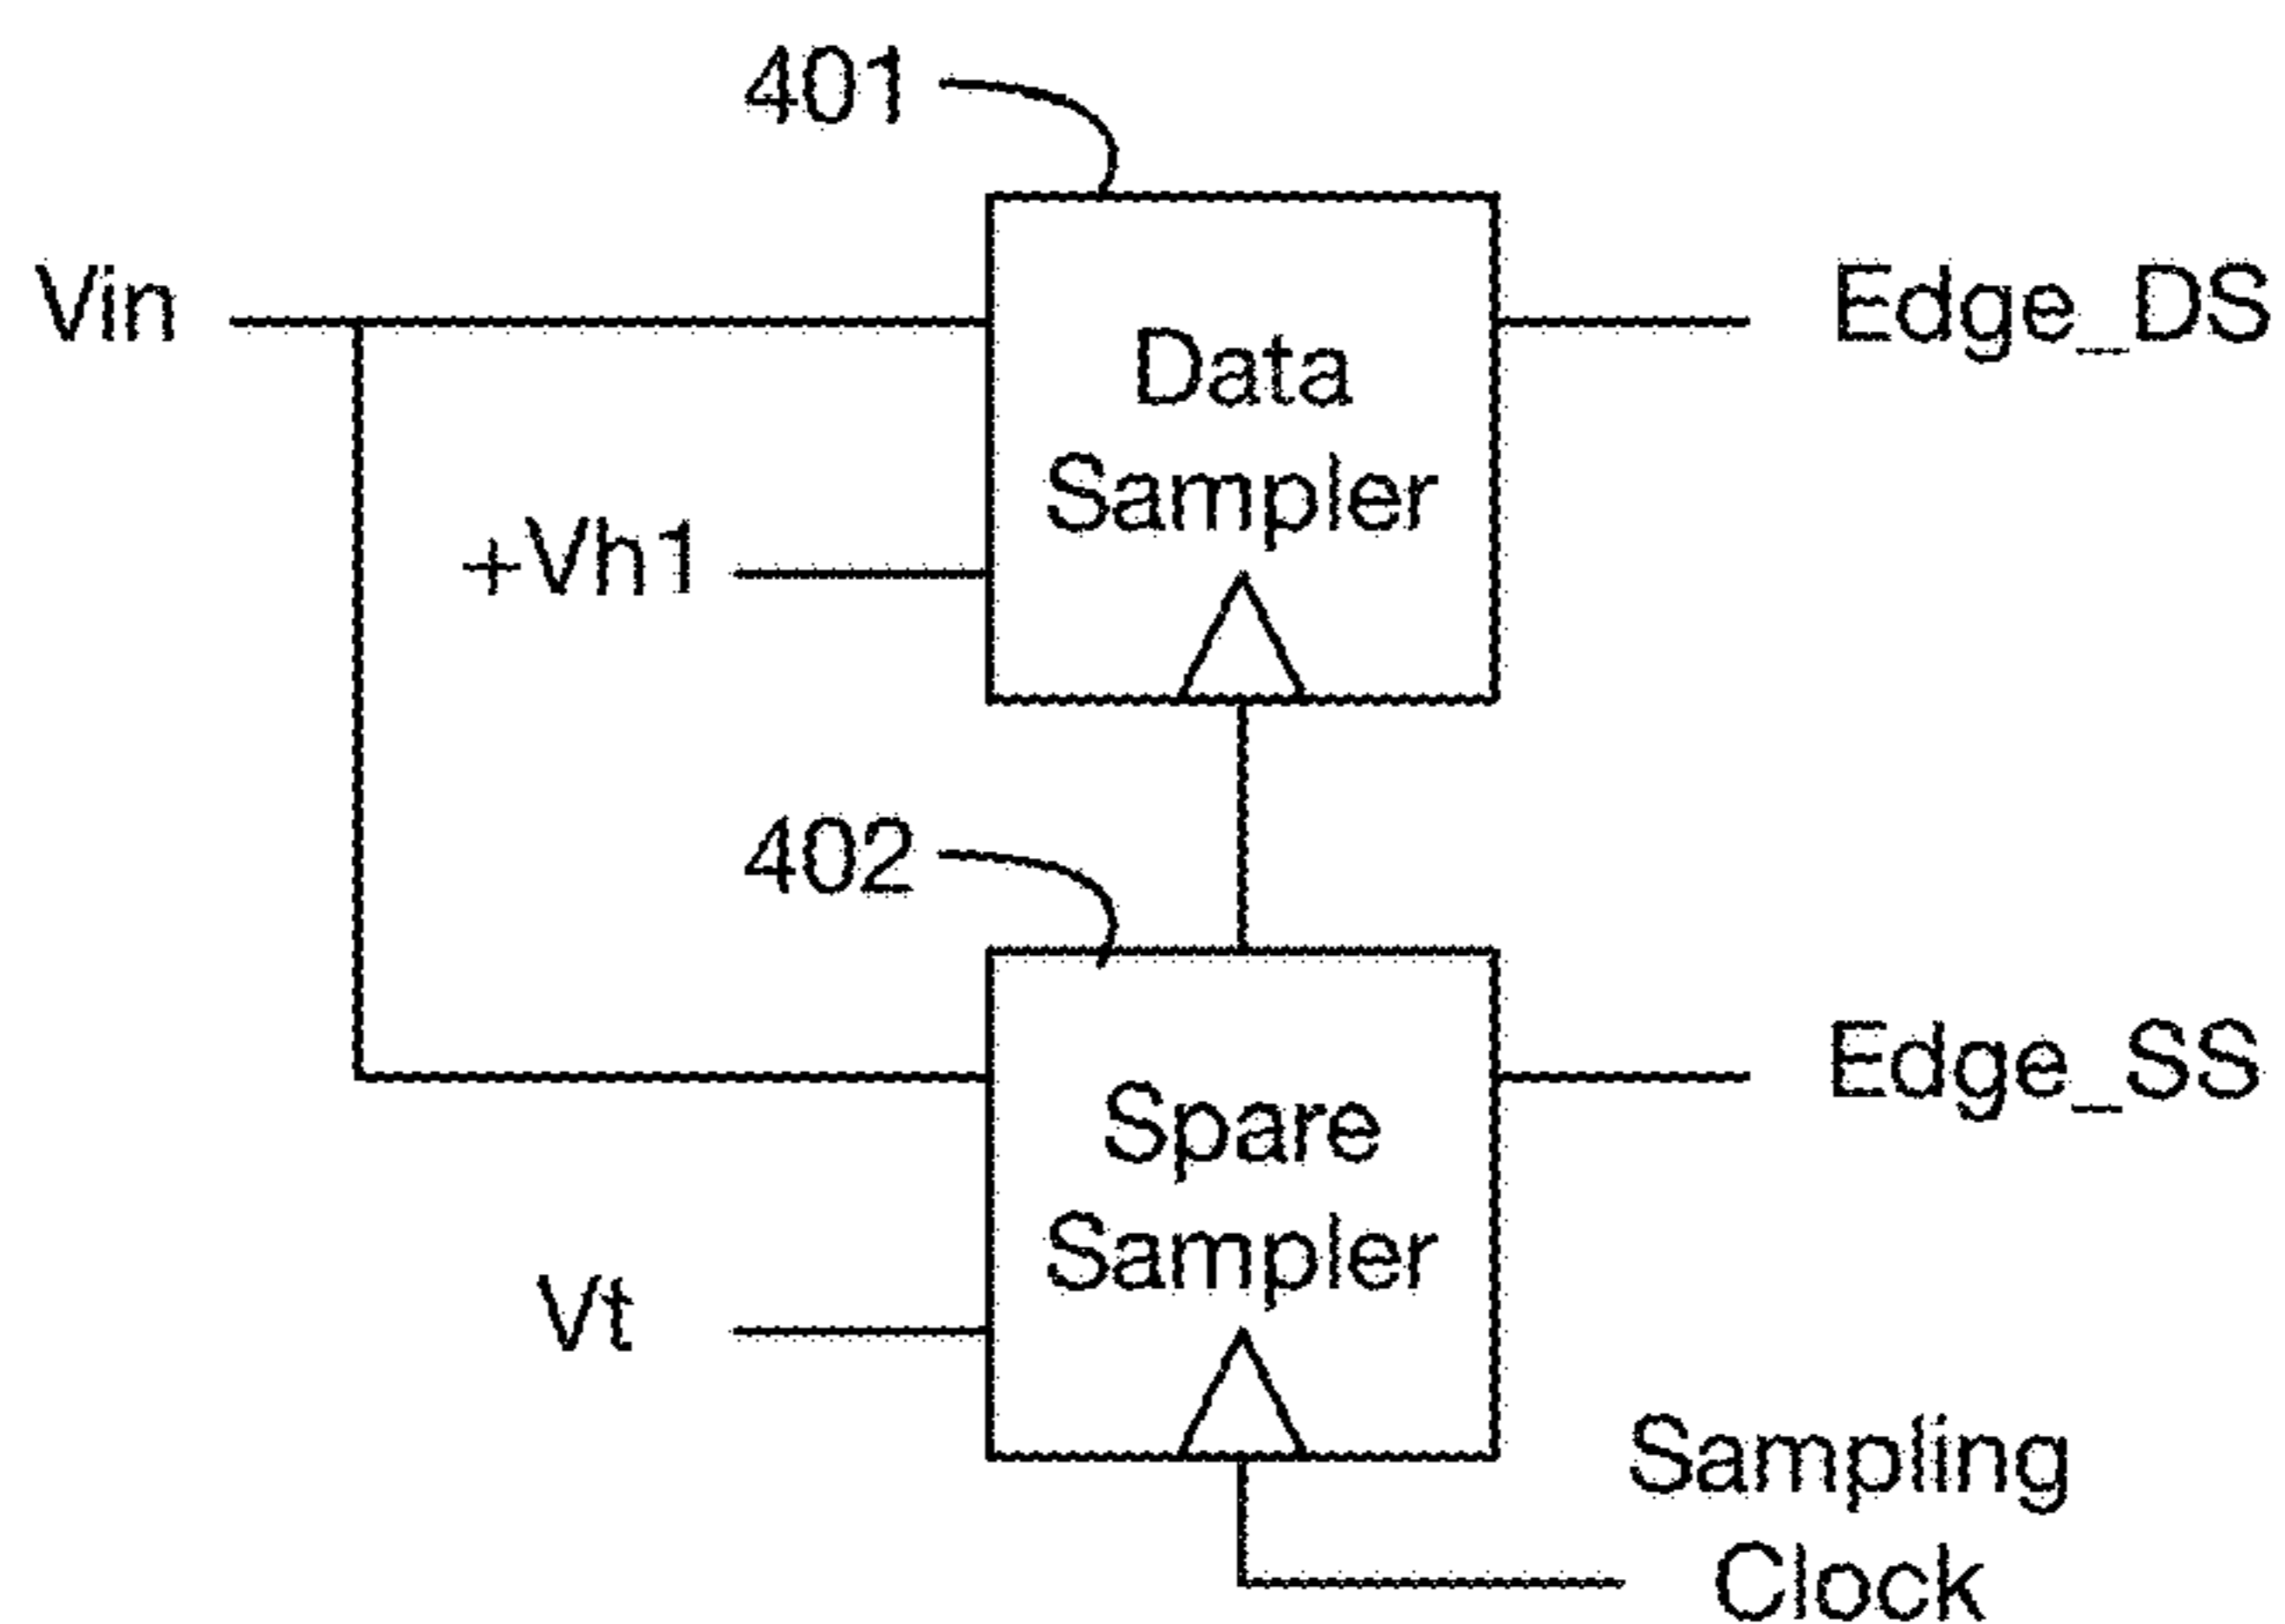 401
Vin
Data
Sampler
Edge_DS
+Vh1
402
Spare
Sampler
Edge_SS
Vt
Sampling
Clock